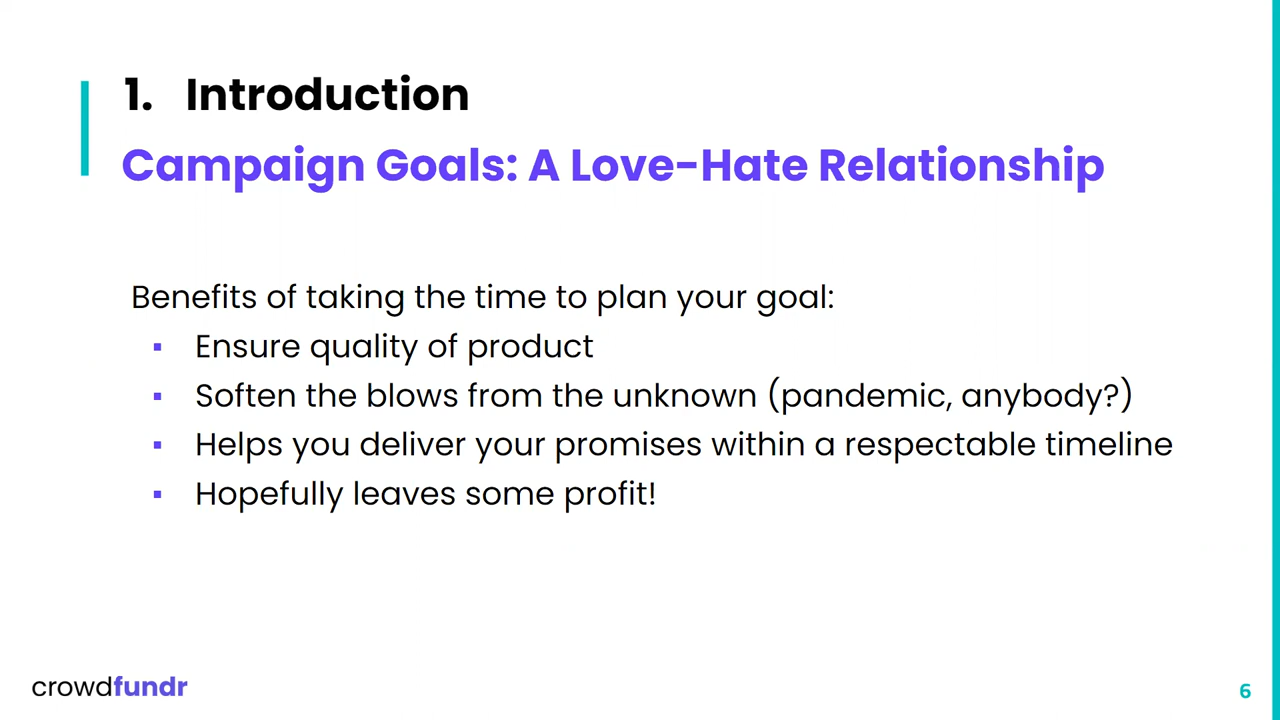 1. Introduction
Campaign Goals: A Love-Hate Relationship
Benefits of taking the time to plan your goal:
▪ Ensure quality of product
▪ Soften the blows from the unknown (pandemic, anybody?)
▪ Helps you deliver your promises within a respectable timeline
▪ Hopefully leaves some profit!
crowdfundr
6